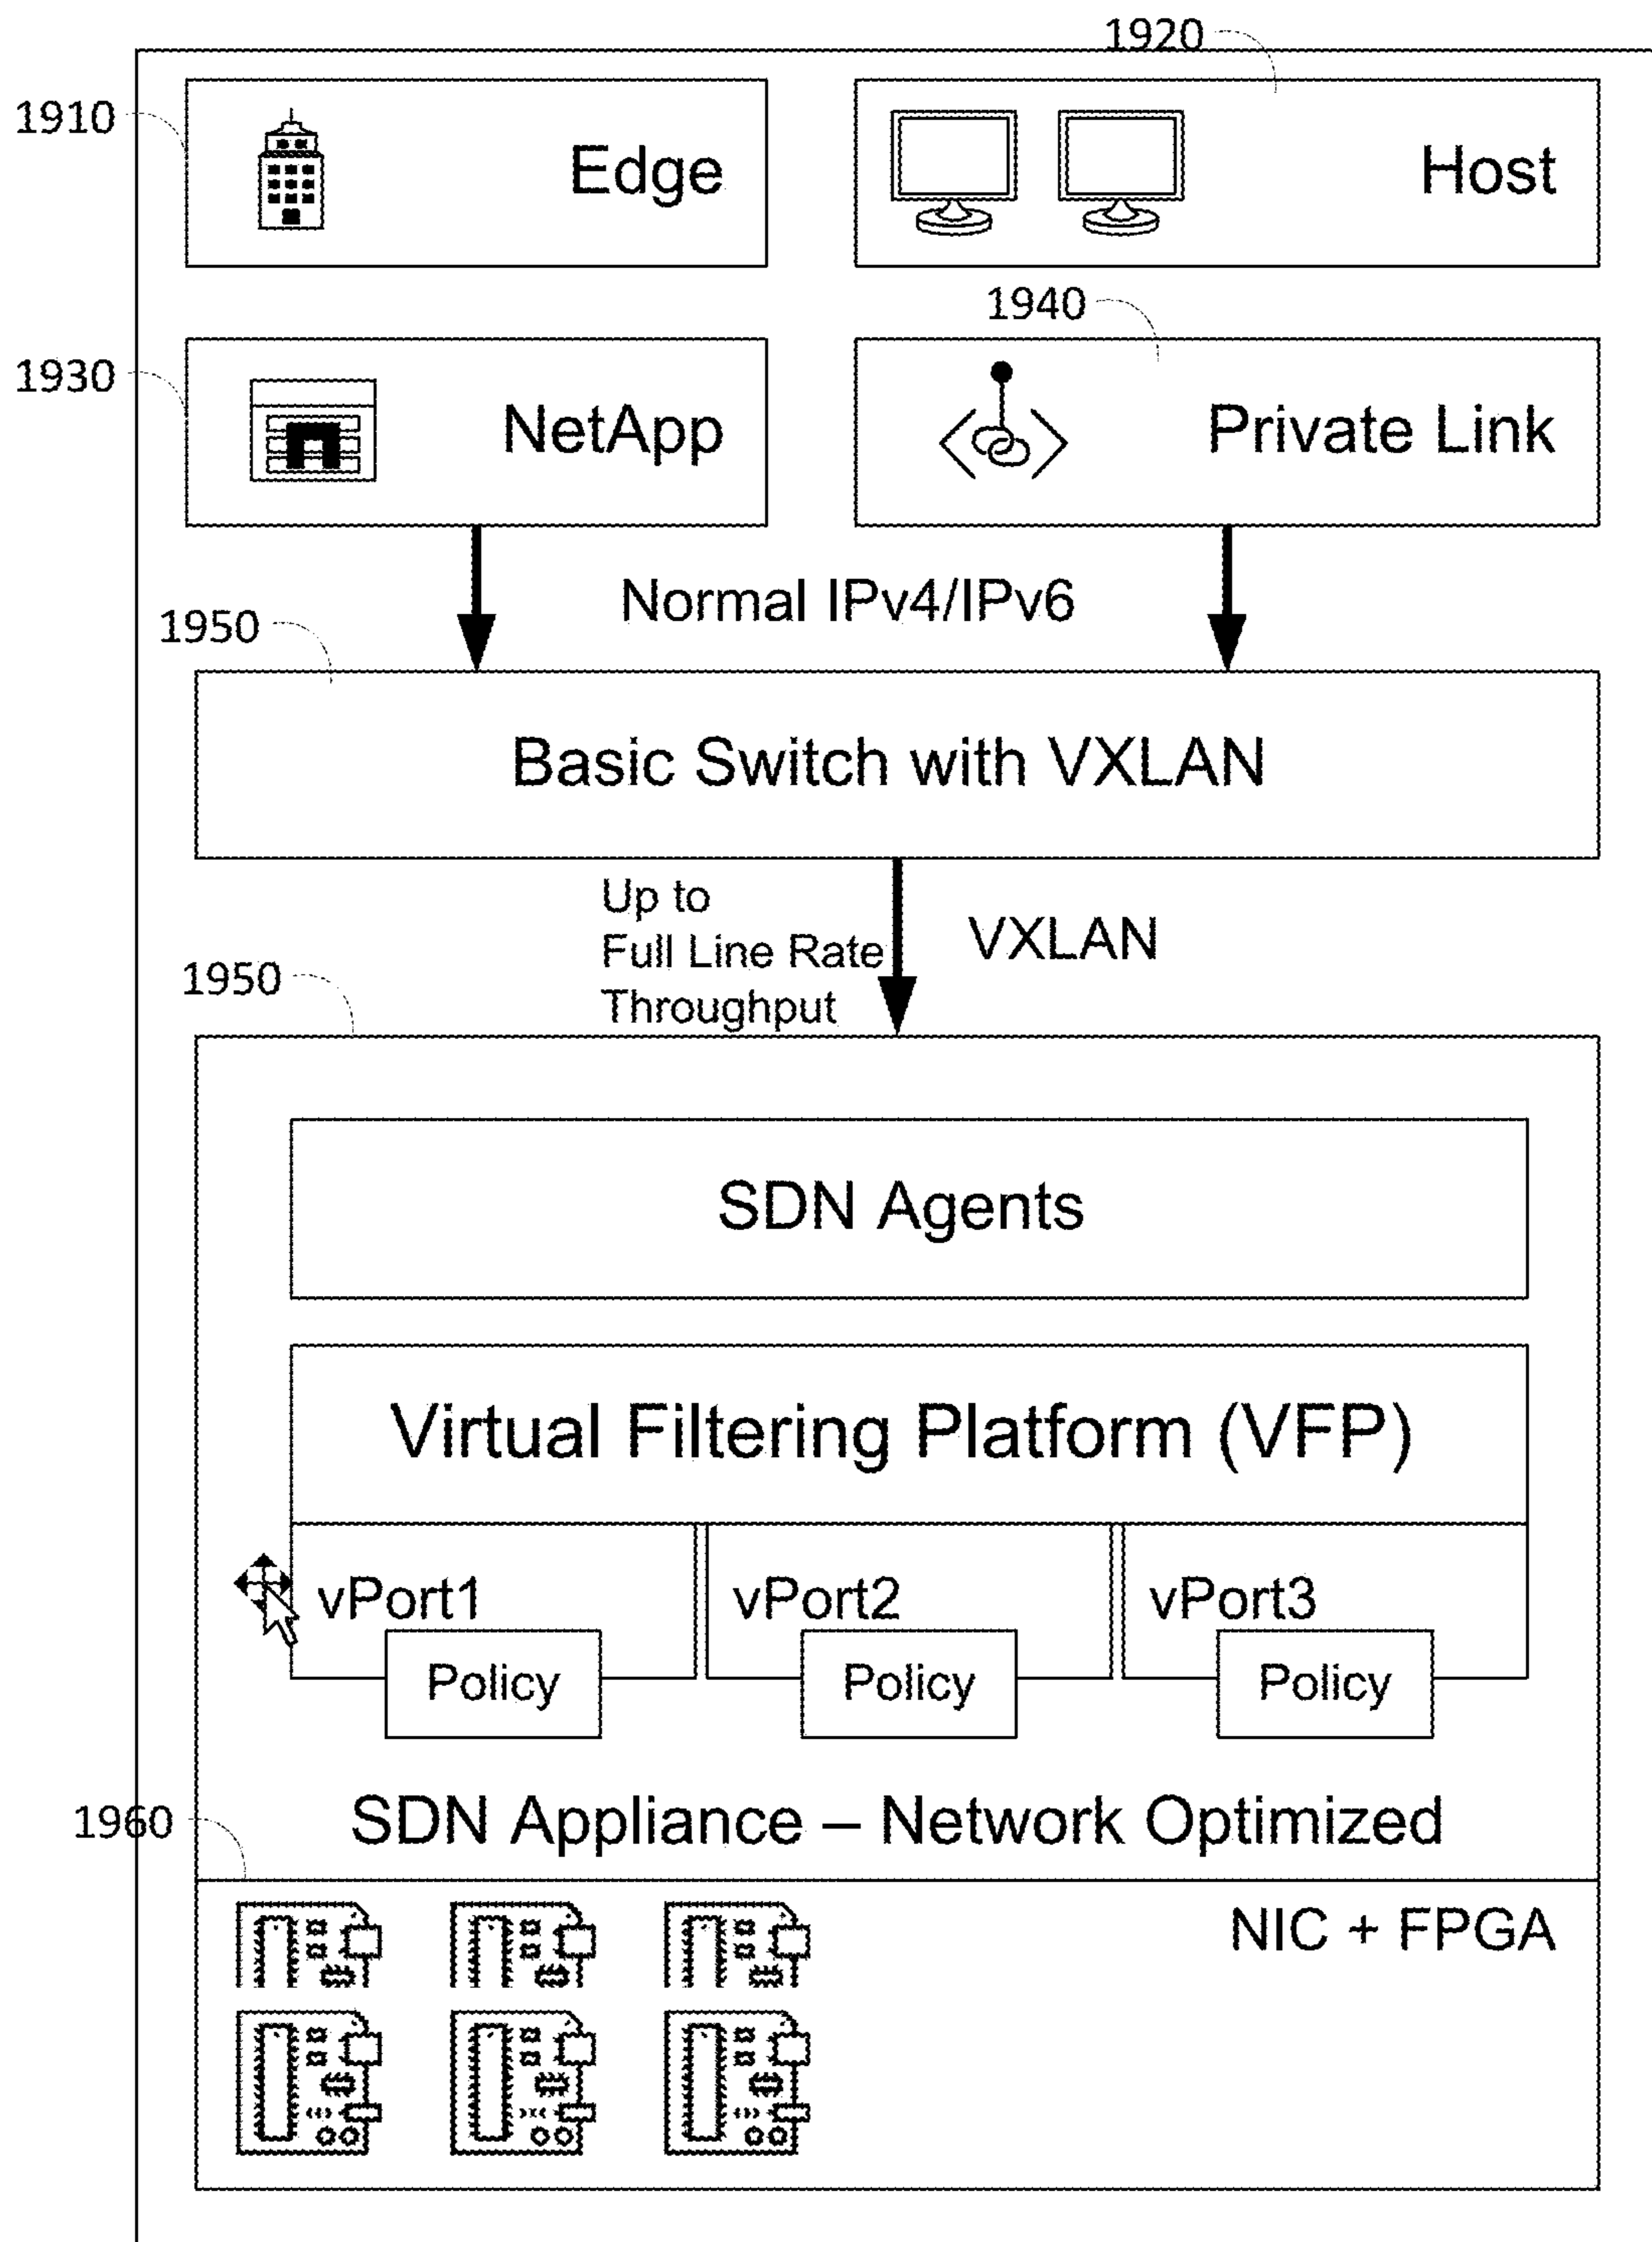 1920
1910
Edge
Host
1940
1930
NetApp
Private Link
Normal IPv4/IPv6
1950
Basic Switch with VXLAN
Up to
Full Line Rate
Throughput
VXLAN
1950
SDN Agents
Virtual Filtering Platform (VFP)
vPort1
vPort2
vPort3
Policy
Policy
Policy
1960
SDN Appliance – Network Optimized
NIC + FPGA